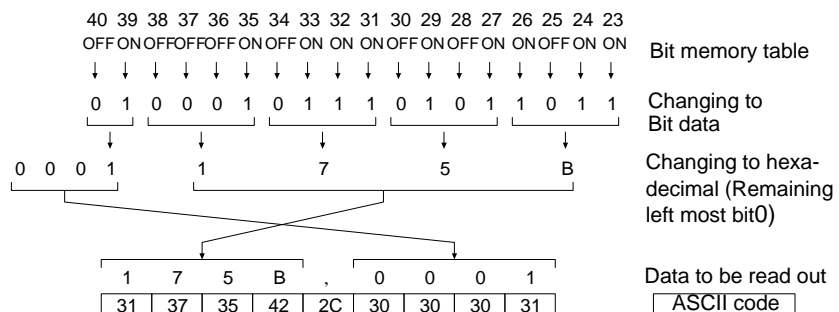 40 39 38 37 36 35 34 33 32 31 30 29 28 27 26 25 24 23
OFF ON OFF OFF OFF ON OFF ON ON ON OFF ON OFF ON ON OFF ON ON
Bit memory table
0 1 0 0 0 1 0 1 1 1 0 1 0 1 1 0 1 1
Changing to
Bit data
0 0 0 1 1 7 5 B
Changing to hexa-
decimal (Remaining
left most bit0)
1 7 5 B , 0 0 0 1
Data to be read out
31 37 35 42 2C 30 30 30 31
ASCII code